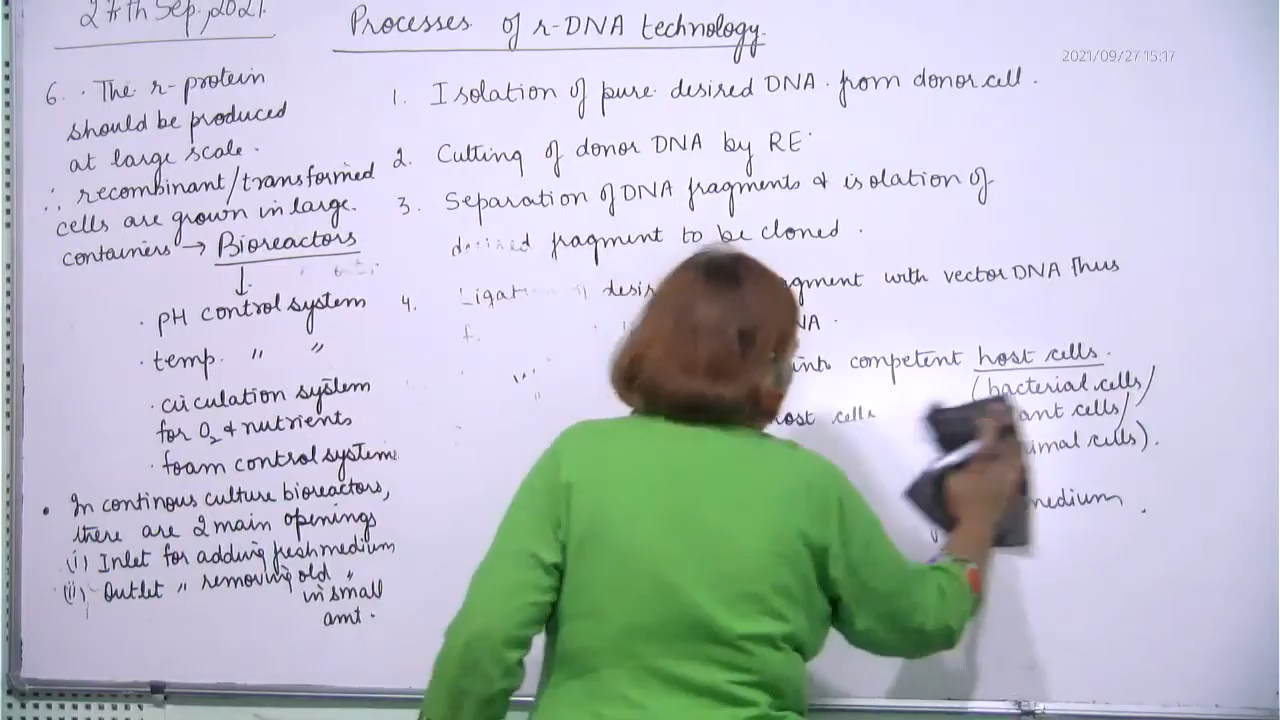 27th Sep., 2021.
Processes of r-DNA technology.
2021/09/27 15:17
6. The r-protein
should be produced
at large scale.
∴ recombinant/transformed
cells are grown in large
containers → Bioreactors
↓
· pH control system
· temp. " "
· circulation system
for O2 & nutrients
· foam control system
• In continous culture bioreactors,
there are 2 main openings
(i) Inlet for adding fresh medium
(ii) Outlet " removing old "
in small
amt.
1. Isolation of pure desired DNA from donor cell.
2. Cutting of donor DNA by RE.
3. Separation of DNA fragments & isolation of
desired fragment to be cloned.
4. with vector DNA thus
into competent host cells.
(bacterial cells/
host cells
cells/
cells).
medium.